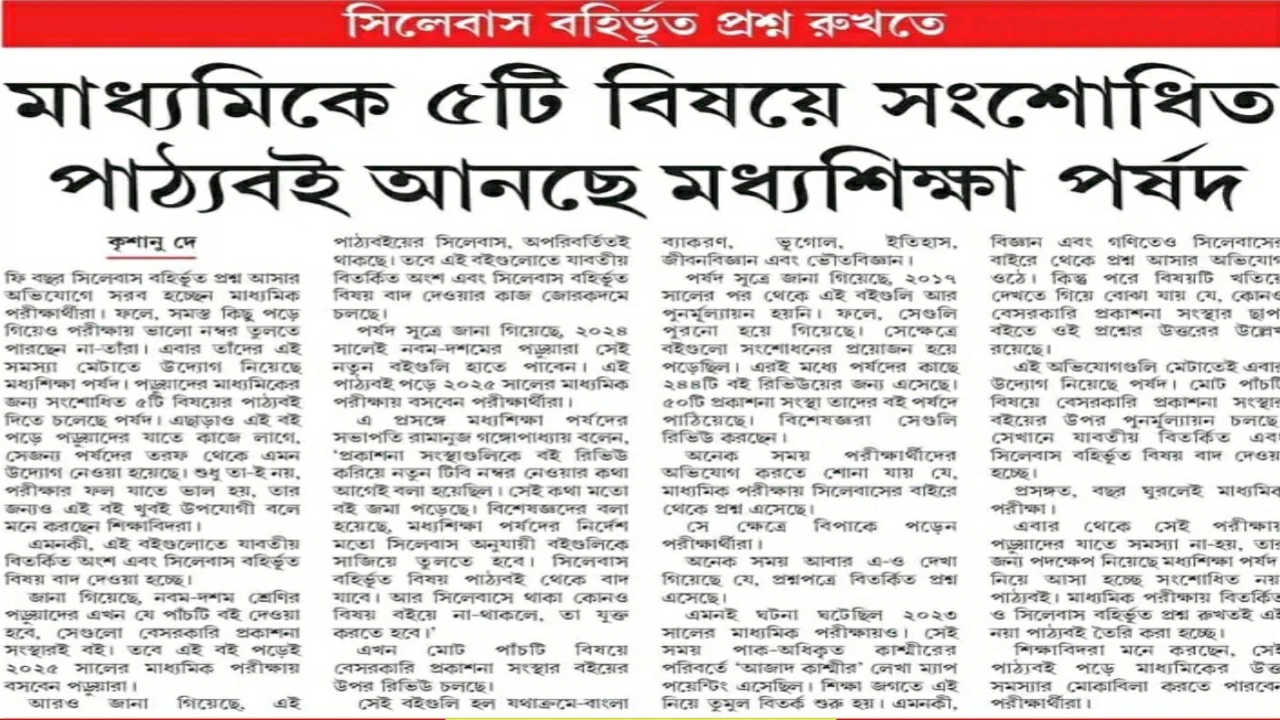 সিলেবাস বহির্ভূত প্রশ্ন রুখতে
মাধ্যমিকে ৫টি বিষয়ে সংশোধিত
পাঠ্যবই আনছে মধ্যশিক্ষা পর্ষদ
কৃশানু দে
ফি বছর সিলেবাস বহির্ভূত প্রশ্ন আসার
অভিযোগে সরব হচ্ছেন মাধ্যমিক
পরীক্ষার্থীরা। ফলে, সমস্ত কিছু পড়ে
গিয়েও পরীক্ষায় ভালো নম্বর তুলতে
পারছেন না-তাঁরা। এবার তাঁদের এই
সমস্যা মেটাতে উদ্যোগ নিয়েছে
মধ্যশিক্ষা পর্ষদ। পড়ুয়াদের মাধ্যমিকের
জন্য সংশোধিত ৫টি বিষয়ের পাঠ্যবই
দিতে চলেছে পর্ষদ। এছাড়াও এই বই
পড়ে পড়ুয়াদের যাতে কাজে লাগে,
সেজন্য পর্ষদের তরফ থেকে এমন
উদ্যোগ নেওয়া হয়েছে। শুধু তা-ই নয়,
পরীক্ষার ফল যাতে ভাল হয়, তার
জন্যও এই বই খুবই উপযোগী বলে
মনে করছেন শিক্ষাবিদরা।
এমনকী, এই বইগুলোতে যাবতীয়
বিতর্কিত অংশ এবং সিলেবাস বহির্ভূত
বিষয় বাদ দেওয়া হচ্ছে।
জানা গিয়েছে, নবম-দশম শ্রেণির
পড়ুয়াদের এখন যে পাঁচটি বই দেওয়া
হবে, সেগুলো বেসরকারি প্রকাশনা
সংস্থারই বই। তবে এই বই পড়েই
২০২৫ সালের মাধ্যমিক পরীক্ষায়
বসবেন পড়ুয়ারা।
আরও জানা গিয়েছে, এই
পাঠ্যবইয়ের সিলেবাস, অপরিবর্তিতই
থাকছে। তবে এই বইগুলোতে যাবতীয়
বিতর্কিত অংশ এবং সিলেবাস বহির্ভূত
বিষয় বাদ দেওয়ার কাজ জোরকদমে
চলছে।
পর্ষদ সূত্রে জানা গিয়েছে, ২০২৪
সালেই নবম-দশমের পড়ুয়ারা সেই
নতুন বইগুলি হাতে পাবেন। এই
পাঠ্যবই পড়ে ২০২৫ সালের মাধ্যমিক
পরীক্ষায় বসবেন পরীক্ষার্থীরা।
এ প্রসঙ্গে মধ্যশিক্ষা পর্ষদের
সভাপতি রামানুজ গঙ্গোপাধ্যায় বলেন,
'প্রকাশনা সংস্থাগুলিকে বই রিভিউ
করিয়ে নতুন টিবি নম্বর নেওয়ার কথা
আগেই বলা হয়েছিল। সেই কথা মতো
বই জমা পড়েছে। বিশেষজ্ঞদের বলা
হয়েছে, মধ্যশিক্ষা পর্ষদের নির্দেশ
মতো সিলেবাস অনুযায়ী বইগুলিকে
সাজিয়ে তুলতে হবে। সিলেবাস
বহির্ভূত বিষয় পাঠ্যবই থেকে বাদ
যাবে। আর সিলেবাসে থাকা কোনও
বিষয় বইয়ে না-থাকলে, তা যুক্ত
করতে হবে।'
এখন মোট পাঁচটি বিষয়ে
বেসরকারি প্রকাশনা সংস্থার বইয়ের
উপর রিভিউ চলছে।
সেই বইগুলি হল যথাক্রমে-বাংলা
ব্যাকরণ, ভূগোল, ইতিহাস,
জীবনবিজ্ঞান এবং ভৌতবিজ্ঞান।
পর্ষদ সূত্রে জানা গিয়েছে, ২০১৭
সালের পর থেকে এই বইগুলি আর
পুনর্মূল্যায়ন হয়নি। ফলে, সেগুলি
পুরনো হয়ে গিয়েছে। সেক্ষেত্রে
বইগুলো সংশোধনের প্রয়োজন হয়ে
পড়েছিল। এরই মধ্যে পর্ষদের কাছে
২৪৪টি বই রিভিউয়ের জন্য এসেছে।
৫০টি প্রকাশনা সংস্থা তাদের বই পর্ষদে
পাঠিয়েছে। বিশেষজ্ঞরা সেগুলি
রিভিউ করছেন।
অনেক সময় পরীক্ষার্থীদের
অভিযোগ করতে শোনা যায় যে,
মাধ্যমিক পরীক্ষায় সিলেবাসের বাইরে
থেকে প্রশ্ন এসেছে।
সে ক্ষেত্রে বিপাকে পড়েন
পরীক্ষার্থীরা।
অনেক সময় আবার এ-ও দেখা
গিয়েছে যে, প্রশ্নপত্রে বিতর্কিত প্রশ্ন
এসেছে।
এমনই ঘটনা ঘটেছিল ২০২৩
সালের মাধ্যমিক পরীক্ষায়ও। সেই
সময় পাক-অধিকৃত কাশ্মীরের
পরিবর্তে 'আজাদ কাশ্মীর' লেখা ম্যাপ
পয়েন্টিং এসেছিল। শিক্ষা জগতে এই
নিয়ে তুমুল বিতর্ক শুরু হয়। এমনকী,
বিজ্ঞান এবং গণিতেও সিলেবাসের
বাইরে থেকে প্রশ্ন আসার অভিযোগ
ওঠে। কিন্তু পরে বিষয়টি খতিয়ে
দেখতে গিয়ে বোঝা যায় যে, কোনও
বেসরকারি প্রকাশনা সংস্থার ছাপা
বইতে ওই প্রশ্নের উত্তরের উল্লেখ
রয়েছে।
এই অভিযোগগুলি মেটাতেই এবার
উদ্যোগ নিয়েছে পর্ষদ। মোট পাঁচটি
বিষয়ে বেসরকারি প্রকাশনা সংস্থার
বইয়ের উপর পুনর্মূল্যায়ন চলছে।
সেখানে যাবতীয় বিতর্কিত এবং
সিলেবাস বহির্ভূত বিষয় বাদ দেওয়া
হচ্ছে।
প্রসঙ্গত, বছর ঘুরলেই মাধ্যমিক
পরীক্ষা।
এবার থেকে সেই পরীক্ষায়
পড়ুয়াদের যাতে সমস্যা না-হয়, তার
জন্য পদক্ষেপ নিয়েছে মধ্যশিক্ষা পর্ষদ।
নিয়ে আসা হচ্ছে সংশোধিত নয়া
পাঠ্যবই। মাধ্যমিক পরীক্ষায় বিতর্কিত
ও সিলেবাস বহির্ভূত প্রশ্ন রুখতেই এই
নয়া পাঠ্যবই তৈরি করা হচ্ছে।
শিক্ষাবিদরা মনে করছেন, সেই
পাঠ্যবই পড়ে মাধ্যমিকের উক্ত
সমস্যার মোকাবিলা করতে পারবেন
পরীক্ষার্থীরা।